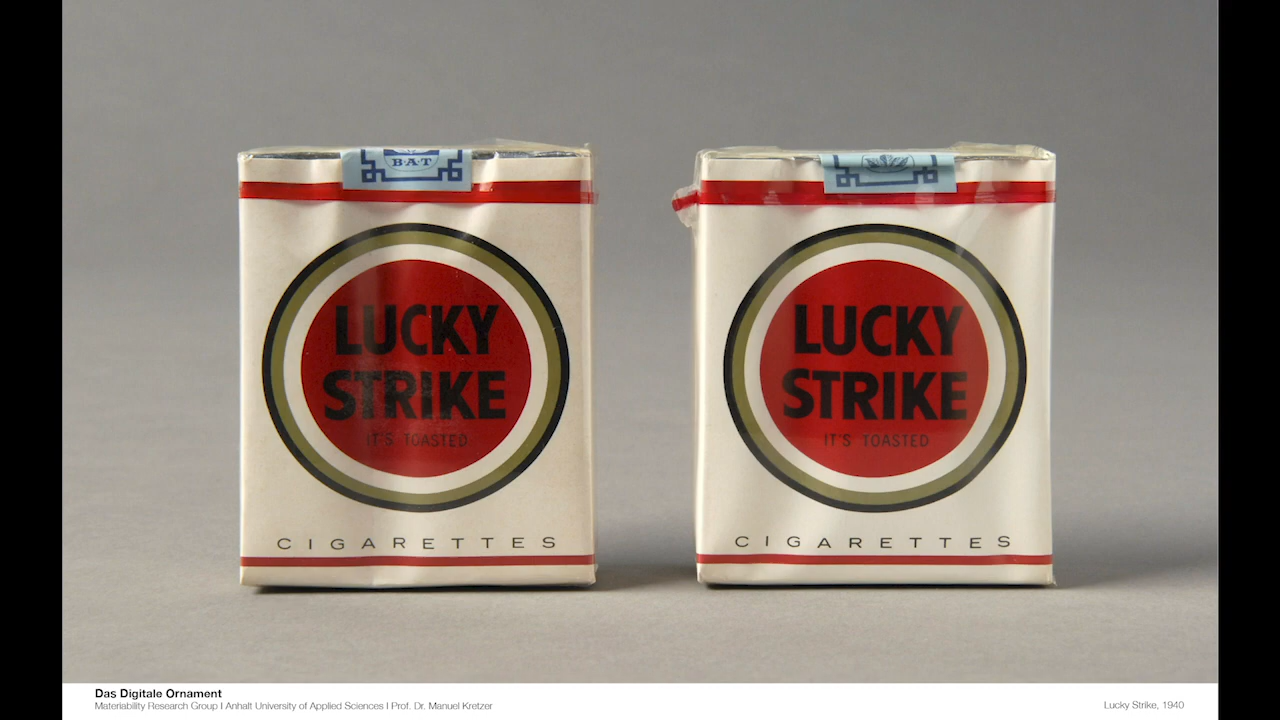 B·A·T
LUCKY
STRIKE
IT'S TOASTED
CIGARETTES
LUCKY
STRIKE
IT'S TOASTED
CIGARETTES
Das Digitale Ornament
Materiability Research Group I Anhalt University of Applied Sciences I Prof. Dr. Manuel Kretzer
Lucky Strike, 1940